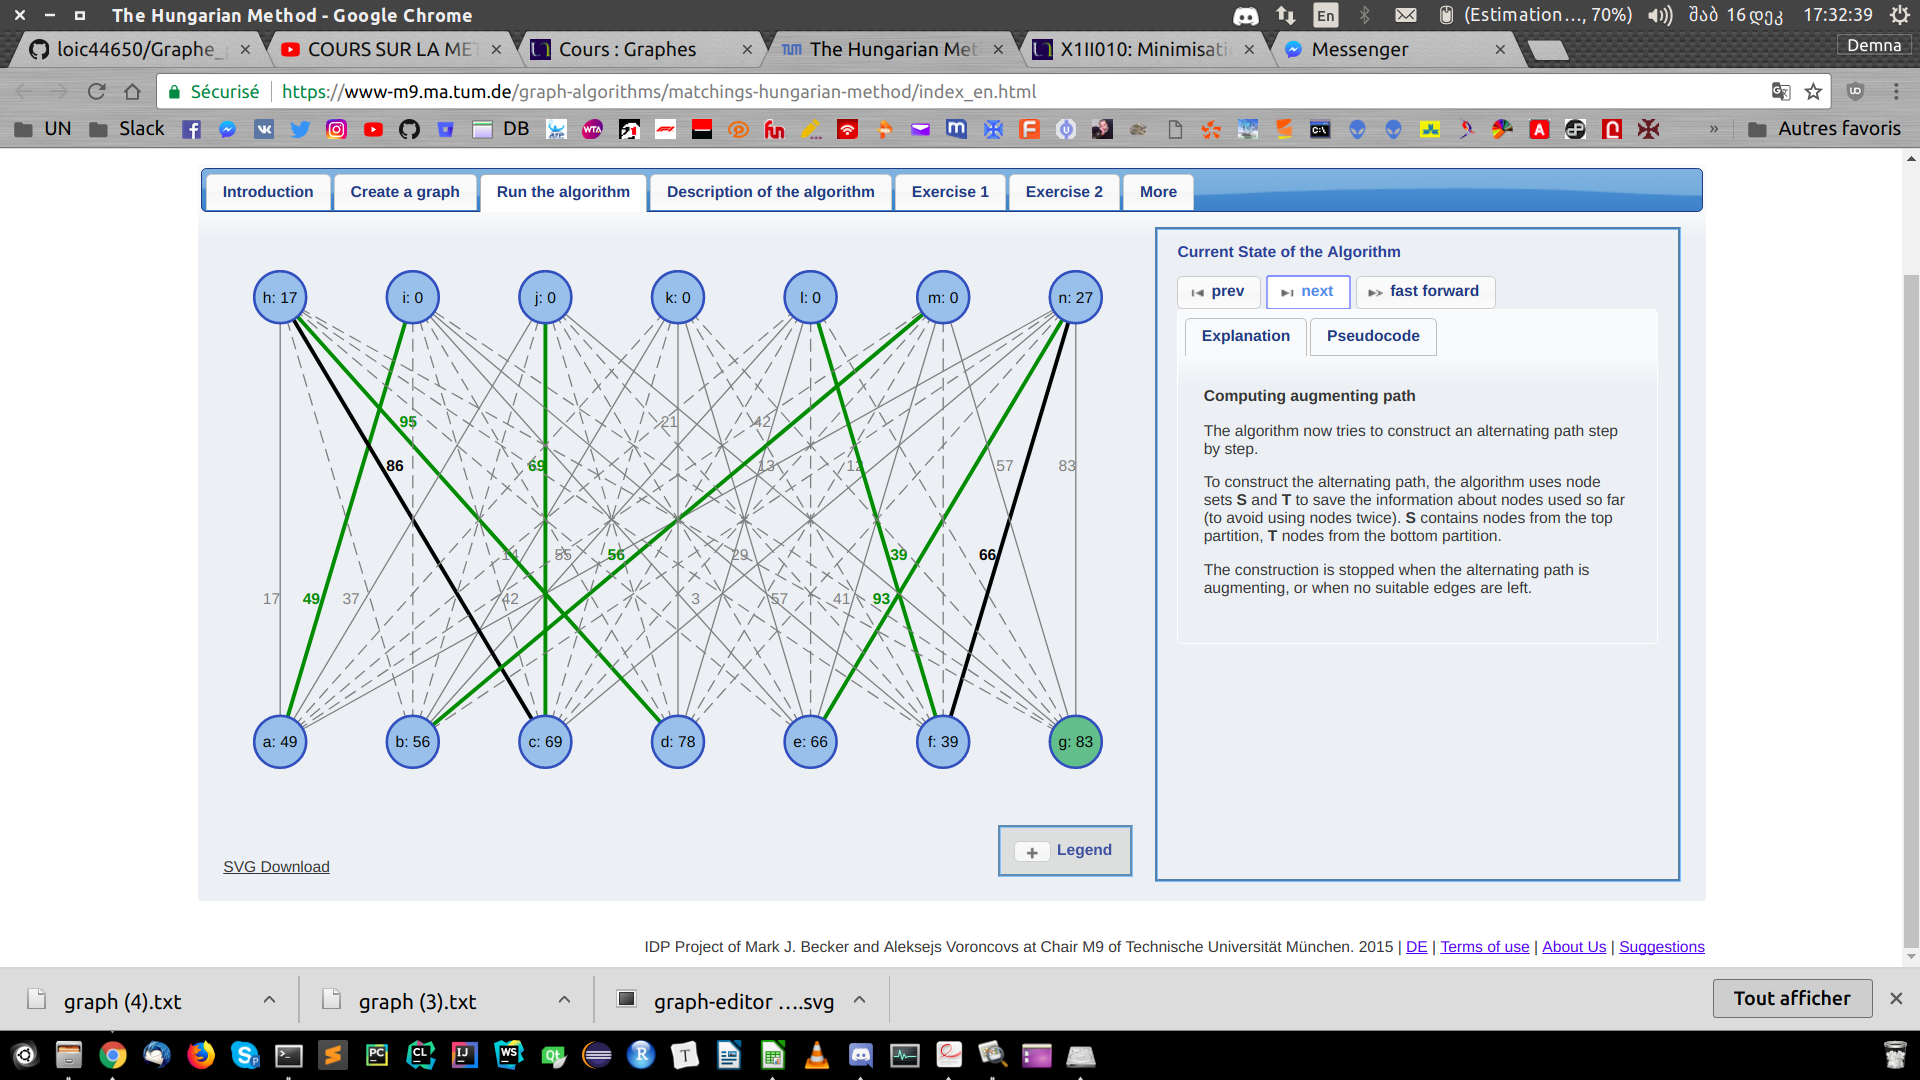 The Hungarian Method - Google Chrome
En
(Estimation..., 70%)
შაბ 16 დეკ
17:32:39
loic44650/Graphe_
COURS SUR LA ME
Cours : Graphes
TUM The Hungarian Met
X1II010: Minimisati
Messenger
Demna
Sécurisé
https://www-m9.ma.tum.de/graph-algorithms/matchings-hungarian-method/index_en.html
UN
Slack
DB
»
Autres favoris
Introduction
Create a graph
Run the algorithm
Description of the algorithm
Exercise 1
Exercise 2
More
h: 17
i: 0
j: 0
k: 0
l: 0
m: 0
n: 27
95
21
42
86
69
13
12
57
83
14
55
56
29
39
66
17
49
37
42
3
57
41
93
a: 49
b: 56
c: 69
d: 78
e: 66
f: 39
g: 83
SVG Download
+ Legend
Current State of the Algorithm
prev
next
fast forward
Explanation
Pseudocode
Computing augmenting path
The algorithm now tries to construct an alternating path step
by step.
To construct the alternating path, the algorithm uses node
sets S and T to save the information about nodes used so far
(to avoid using nodes twice). S contains nodes from the top
partition, T nodes from the bottom partition.
The construction is stopped when the alternating path is
augmenting, or when no suitable edges are left.
IDP Project of Mark J. Becker and Aleksejs Voroncovs at Chair M9 of Technische Universität München. 2015 | DE | Terms of use | About Us | Suggestions
graph (4).txt
graph (3).txt
graph-editor ....svg
Tout afficher